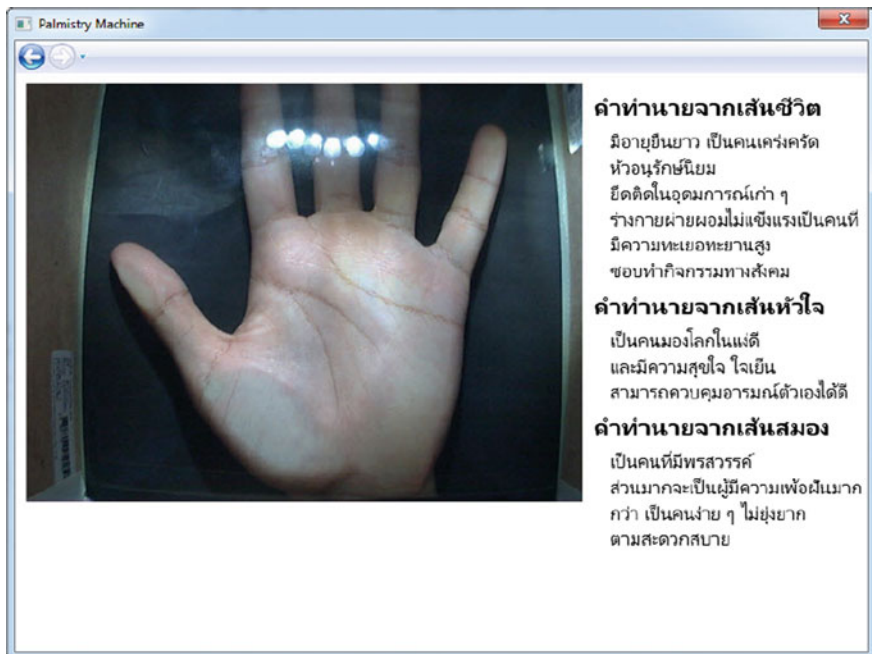 Palmistry Machine
คำทำนายจากเส้นชีวิต
มีอายุยืนยาว เป็นคนเคร่งครัด
หัวอนุรักษ์นิยม
ยึดติดในอุดมการณ์เก่า ๆ
ร่างกายผ่ายผอมไม่แข็งแรงเป็นคนที่
มีความทะเยอทะยานสูง
ชอบทำกิจกรรมทางสังคม
คำทำนายจากเส้นหัวใจ
เป็นคนมองโลกในแง่ดี
และมีความสุขใจ ใจเย็น
สามารถควบคุมอารมณ์ตัวเองได้ดี
คำทำนายจากเส้นสมอง
เป็นคนที่มีพรสวรรค์
ส่วนมากจะเป็นผู้มีความเพ้อฝันมาก
กว่า เป็นคนง่าย ๆ ไม่ยุ่งยาก
ตามสะดวกสบาย